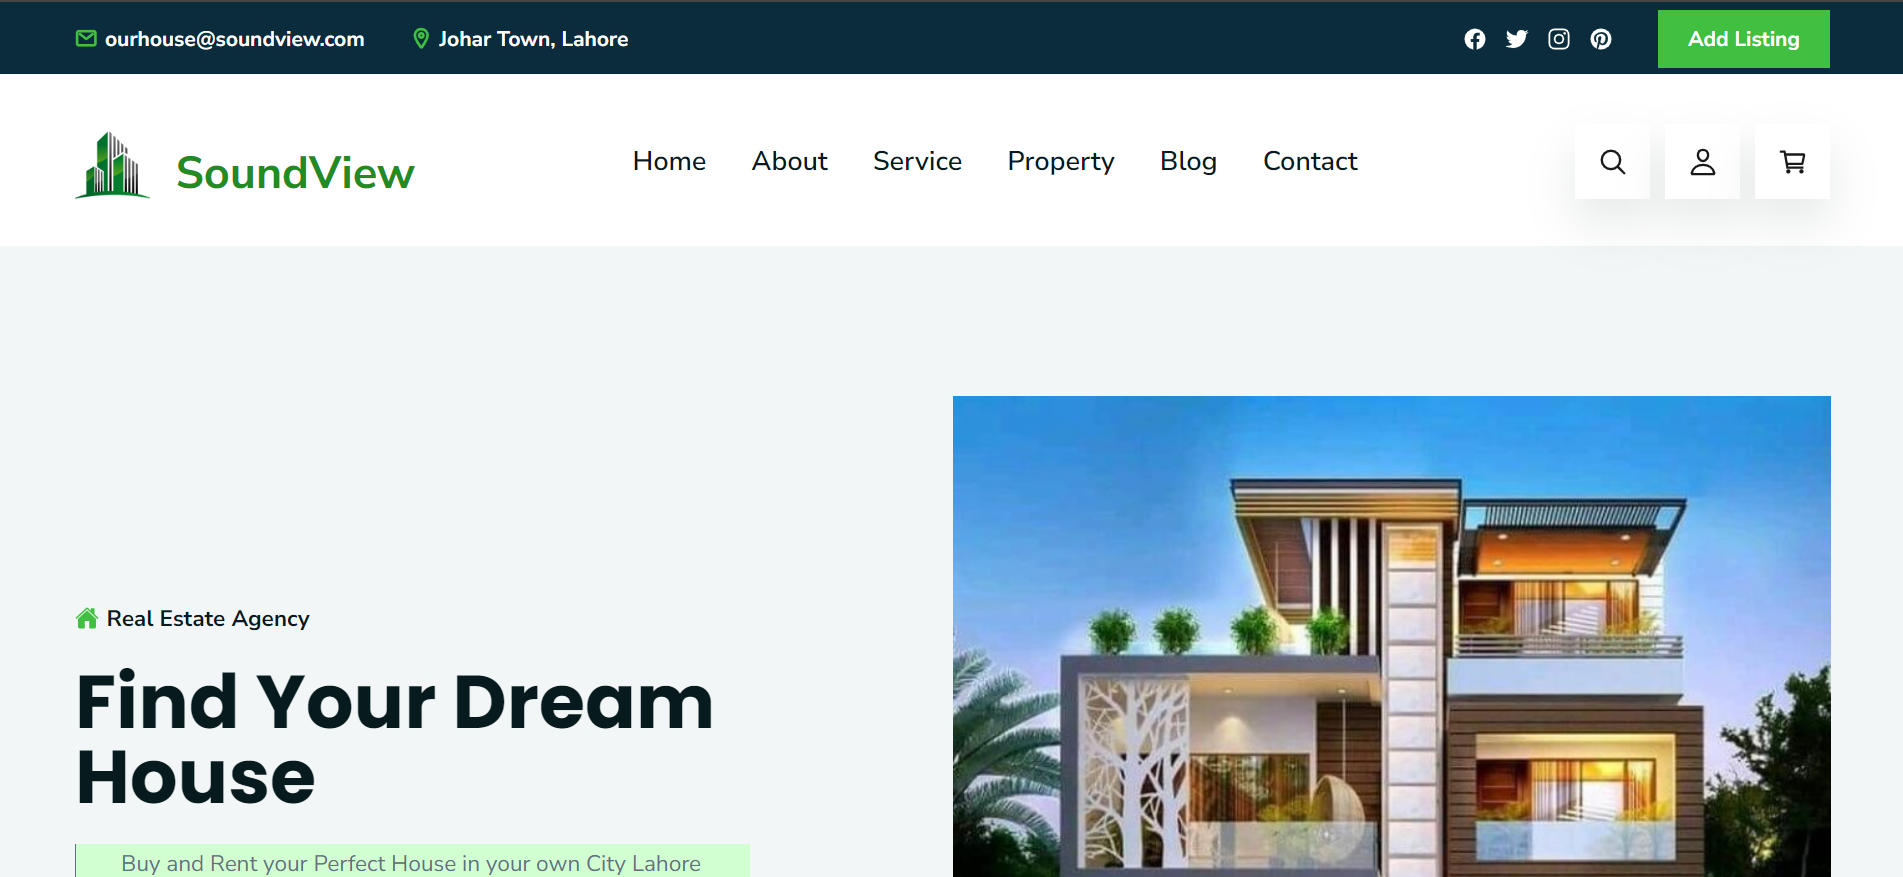 ourhouse@soundview.com
Johar Town, Lahore
Add Listing
SoundView
Home
About
Service
Property
Blog
Contact
Real Estate Agency
Find Your Dream
House
Buy and Rent your Perfect House in your own City Lahore